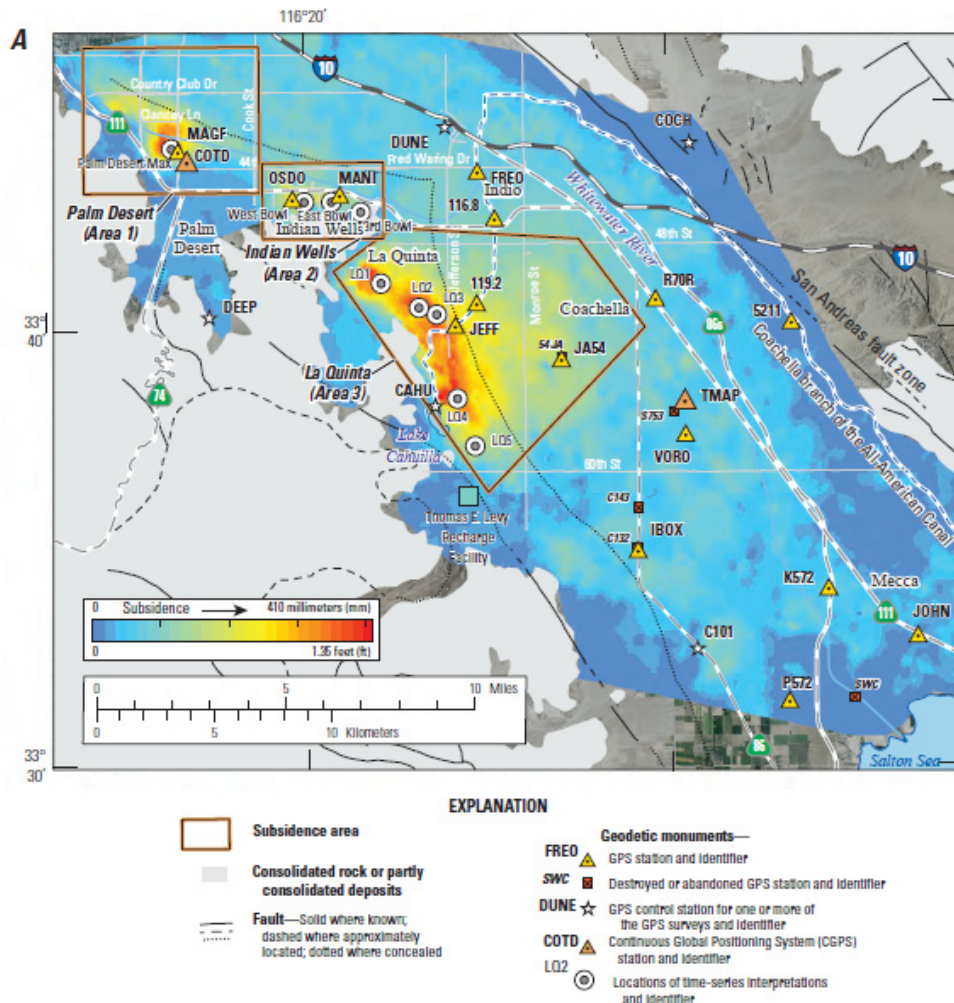 116°20'
A
10
Country Club Dr
Cook St
111
Clancey Ln
MAGF
DUNE
COCH
Palm Desert Max
COTD
44th
Fred Waring Dr
FREO
Indio
OSDO
MANI
116.8
Whitewater River
West Bowl
East Bowl
3rd Bowl
Palm Desert
(Area 1)
Palm
Desert
Indian Wells
Indian Wells
(Area 2)
48th St
10
La Quinta
LQ1
Jefferson St
119.2
Monroe St
R70R
San Andreas fault zone
DEEP
LQ2
LQ3
Coachella
86s
5211
33°
40'
JEFF
54JA
JA54
Coachella branch of the All-American Canal
La Quinta
(Area 3)
74
CAHU
TMAP
S753
LQ4
Lake
Cahuilla
LQ5
VORO
60th St
Thomas E. Levy
Recharge
Facility
C143
C132
IBOX
K572
Mecca
0 Subsidence 410 millimeters (mm)
0 1.35 feet (ft)
111
JOHN
C101
0 5 10 Miles
0 5 10 Kilometers
P572
SWC
86
Salton Sea
33°
30'
EXPLANATION
Subsidence area
Consolidated rock or partly
consolidated deposits
Fault—Solid where known;
dashed where approximately
located; dotted where concealed
Geodetic monuments—
FREO GPS station and identifier
SWC Destroyed or abandoned GPS station and identifier
DUNE GPS control station for one or more of
the GPS surveys and identifier
COTD Continuous Global Positioning System (CGPS)
station and identifier
LQ2 Locations of time-series interpretations
and identifier